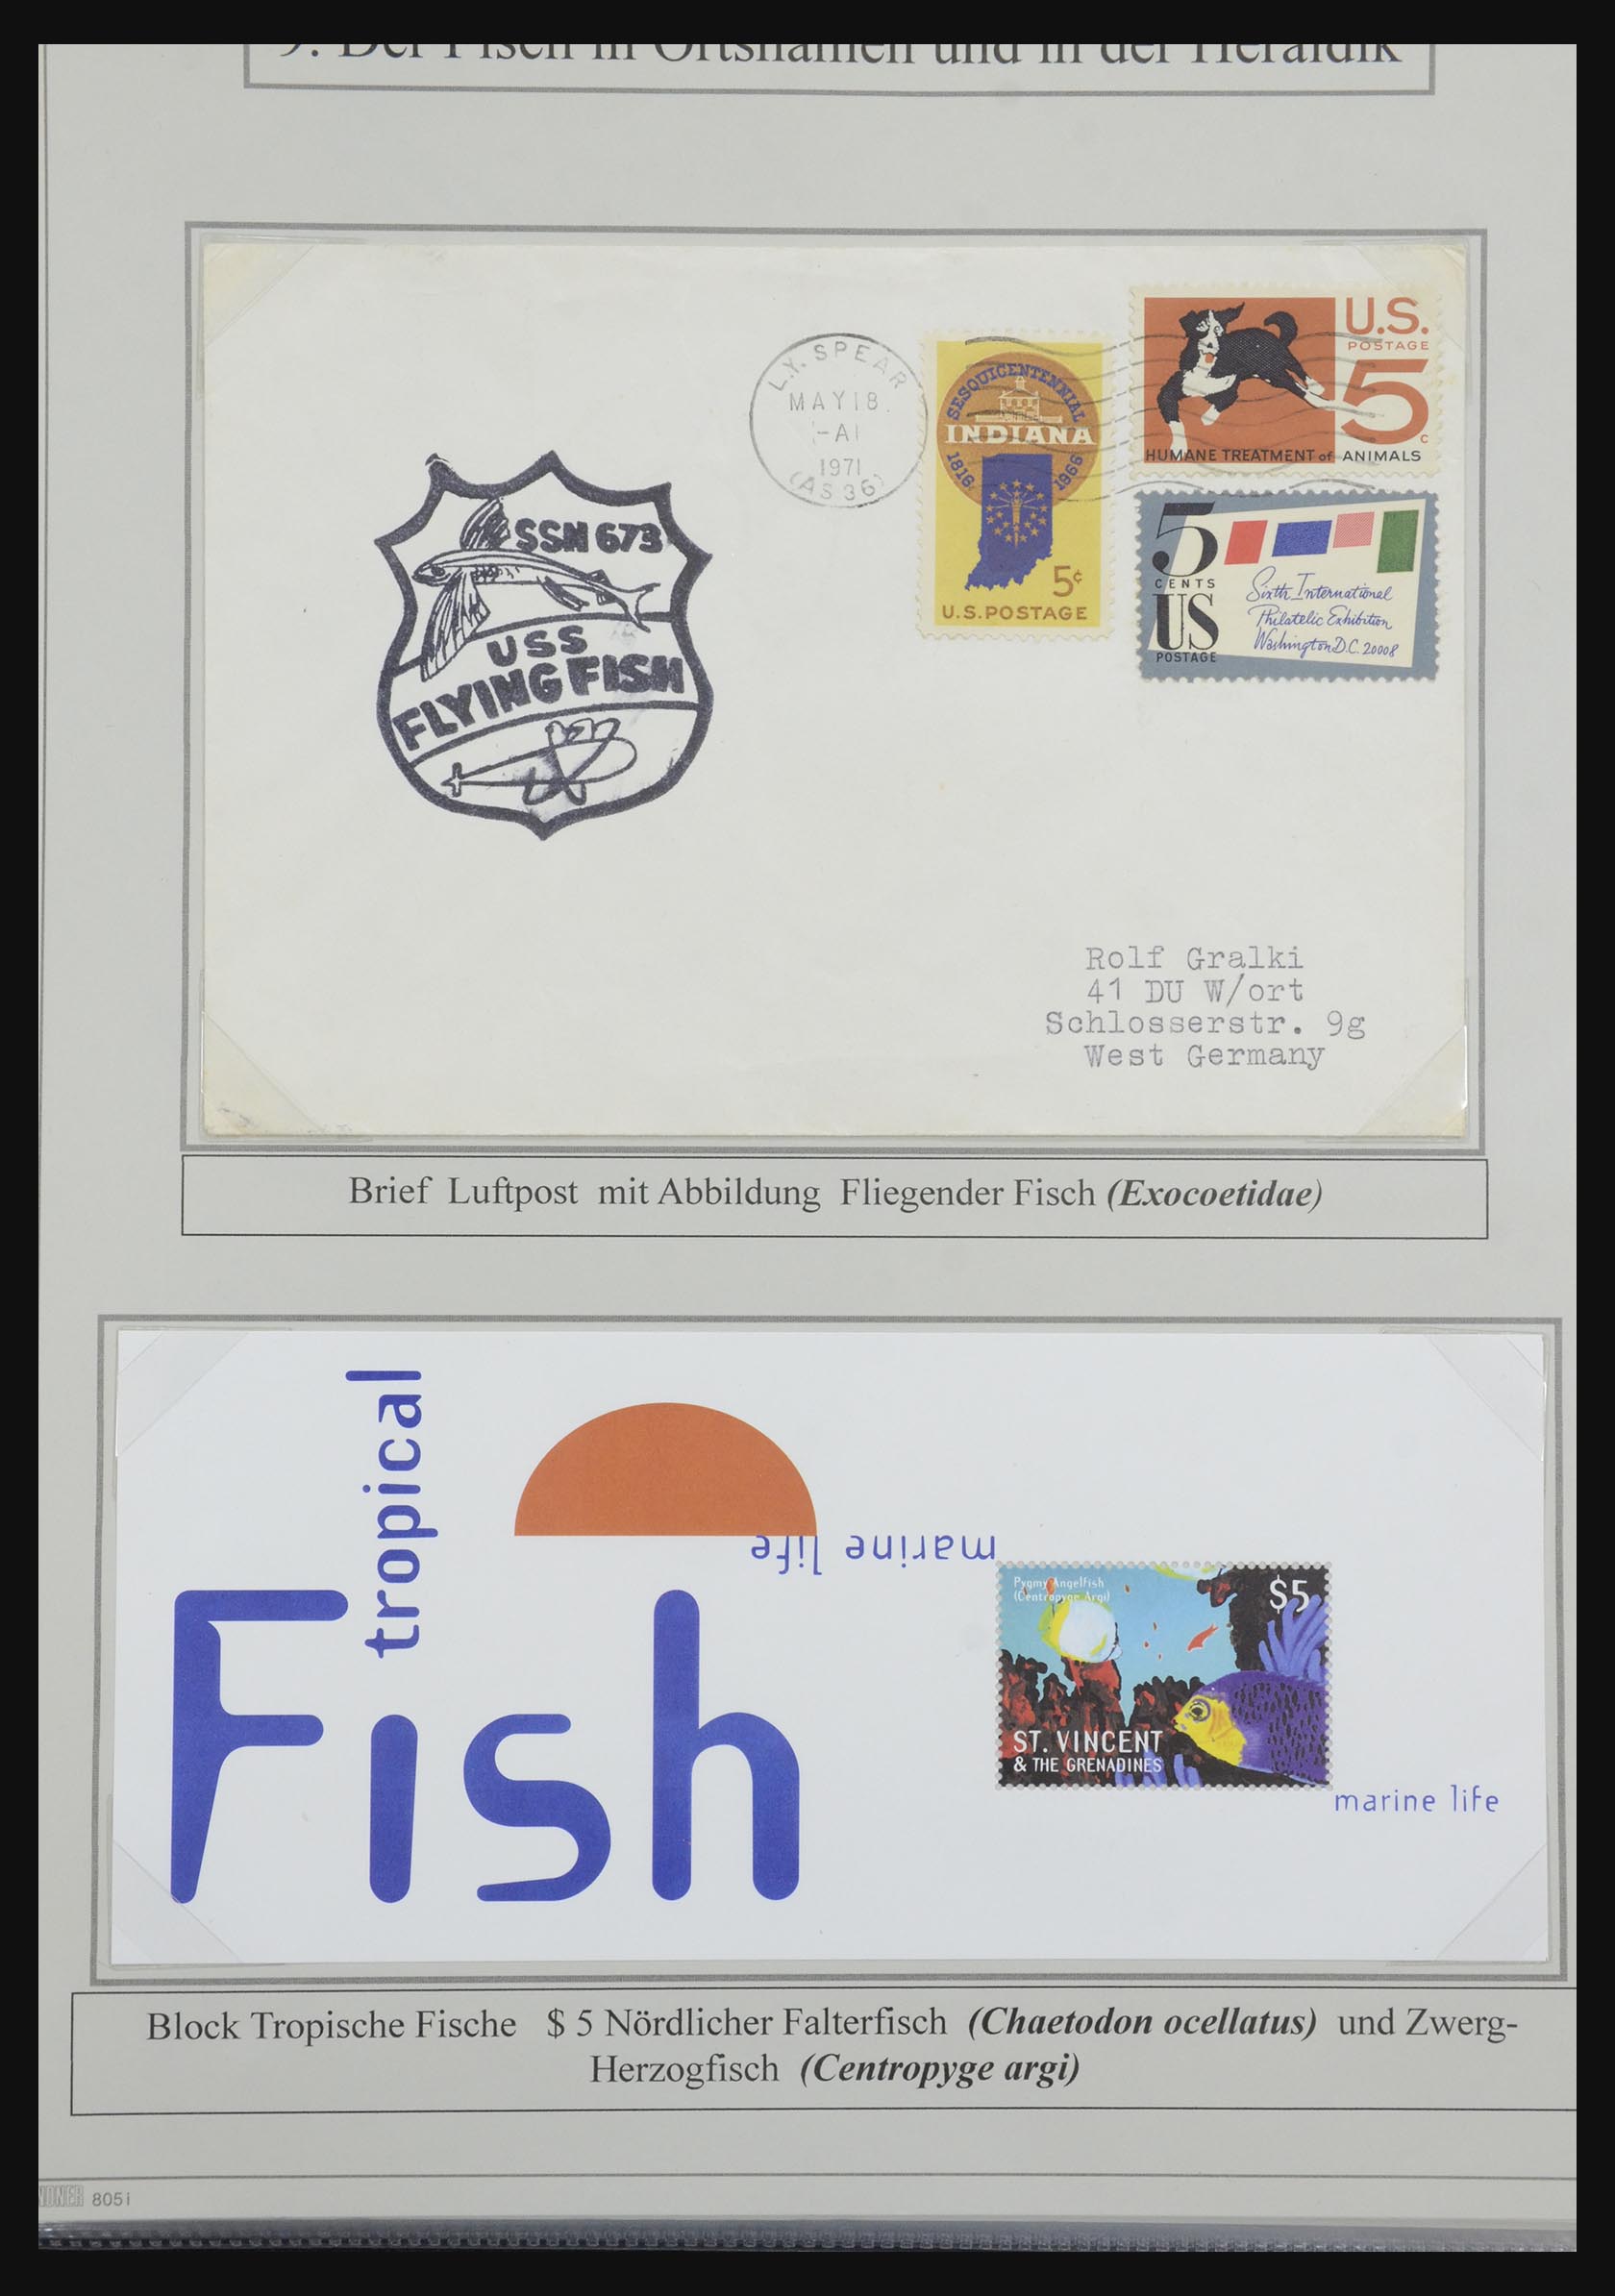 9. Der Fisch in Ortsnamen und in der Heraldik
L.Y. SPEAR
MAY 18
-A1
1971
(AS 36)
SESQUICENTENNIAL
INDIANA
1816 1966
5¢
U.S. POSTAGE
U.S.
POSTAGE
5c
HUMANE TREATMENT of ANIMALS
5
CENTS
US
POSTAGE
Sixth International
Philatelic Exhibition
Washington D.C. 20008
SSN 673
USS
FLYING FISH
Rolf Gralki
41 DU W/ort
Schlosserstr. 9g
West Germany
Brief Luftpost mit Abbildung Fliegender Fisch (Exocoetidae)
tropical
Fish
marine life
Pygmy Angelfish
(Centropyge Argi)
$5
ST. VINCENT
& THE GRENADINES
marine life
Block Tropische Fische $ 5 Nördlicher Falterfisch (Chaetodon ocellatus) und Zwerg-
Herzogfisch (Centropyge argi)
NDNER 805i